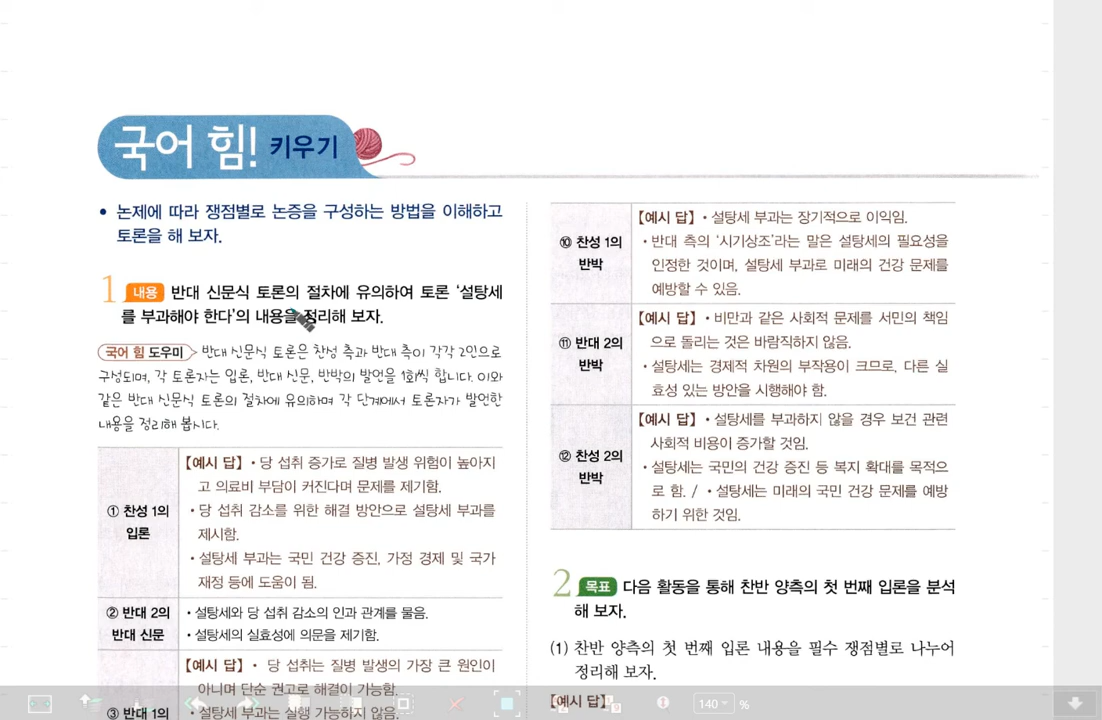 국어 힘! 키우기
• 논제에 따라 쟁점별로 논증을 구성하는 방법을 이해하고
토론을 해 보자.
1 내용 반대 신문식 토론의 절차에 유의하여 토론 ‘설탕세
를 부과해야 한다’의 내용을 정리해 보자.
국어 힘 도우미 반대 신문식 토론은 찬성 측과 반대 측이 각각 2인으로
구성되며, 각 토론자는 입론, 반대 신문, 반박의 발언을 1회씩 합니다. 이와
같은 반대 신문식 토론의 절차에 유의하며 각 단계에서 토론자가 발언한
내용을 정리해 봅시다.
① 찬성 1의
입론
【예시 답】 • 당 섭취 증가로 질병 발생 위험이 높아지
고 의료비 부담이 커진다며 문제를 제기함.
• 당 섭취 감소를 위한 해결 방안으로 설탕세 부과를
제시함.
• 설탕세 부과는 국민 건강 증진, 가정 경제 및 국가
재정 등에 도움이 됨.
② 반대 2의
반대 신문
• 설탕세와 당 섭취 감소의 인과 관계를 물음.
• 설탕세의 실효성에 의문을 제기함.
③ 반대 1의
【예시 답】 • 당 섭취는 질병 발생의 가장 큰 원인이
아니며 단순 권고로 해결이 가능함.
• 설탕세 부과는 실행 가능하지 않음.
⑩ 찬성 1의
반박
【예시 답】 • 설탕세 부과는 장기적으로 이익임.
• 반대 측의 ‘시기상조’라는 말은 설탕세의 필요성을
인정한 것이며, 설탕세 부과로 미래의 건강 문제를
예방할 수 있음.
⑪ 반대 2의
반박
【예시 답】 • 비만과 같은 사회적 문제를 서민의 책임
으로 돌리는 것은 바람직하지 않음.
• 설탕세는 경제적 차원의 부작용이 크므로, 다른 실
효성 있는 방안을 시행해야 함.
⑫ 찬성 2의
반박
【예시 답】 • 설탕세를 부과하지 않을 경우 보건 관련
사회적 비용이 증가할 것임.
• 설탕세는 국민의 건강 증진 등 복지 확대를 목적으
로 함. / • 설탕세는 미래의 국민 건강 문제를 예방
하기 위한 것임.
2 목표 다음 활동을 통해 찬반 양측의 첫 번째 입론을 분석
해 보자.
(1) 찬반 양측의 첫 번째 입론 내용을 필수 쟁점별로 나누어
정리해 보자.
【예시 답】
140 %